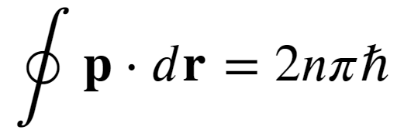 ∮ 𝐩 · d𝐫 = 2nπℏ